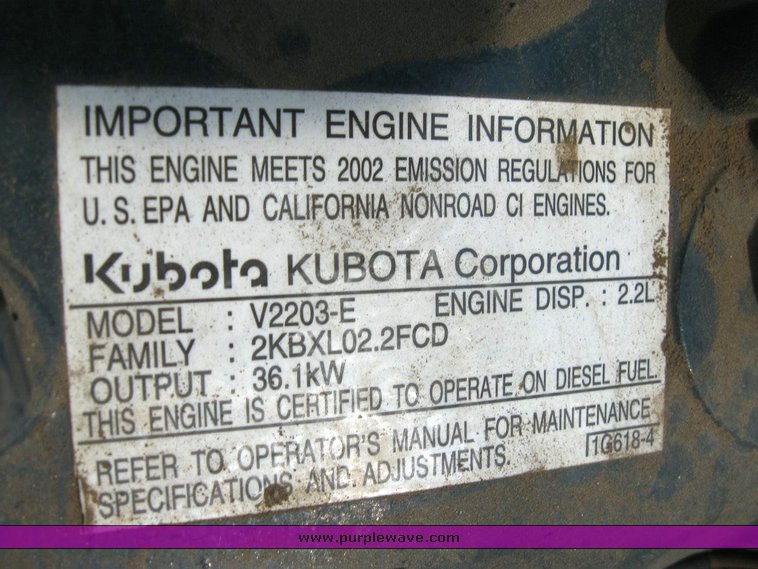 IMPORTANT ENGINE INFORMATION
THIS ENGINE MEETS 2002 EMISSION REGULATIONS FOR
U.S. EPA AND CALIFORNIA NONROAD CI ENGINES.
Kubota KUBOTA Corporation
MODEL : V2203-E ENGINE DISP. : 2.2L
FAMILY : 2KBXL02.2FCD
OUTPUT : 36.1kW
THIS ENGINE IS CERTIFIED TO OPERATE ON DIESEL FUEL.
REFER TO OPERATOR'S MANUAL FOR MAINTENANCE
SPECIFICATIONS AND ADJUSTMENTS. 1G618-4
www.purplewave.com